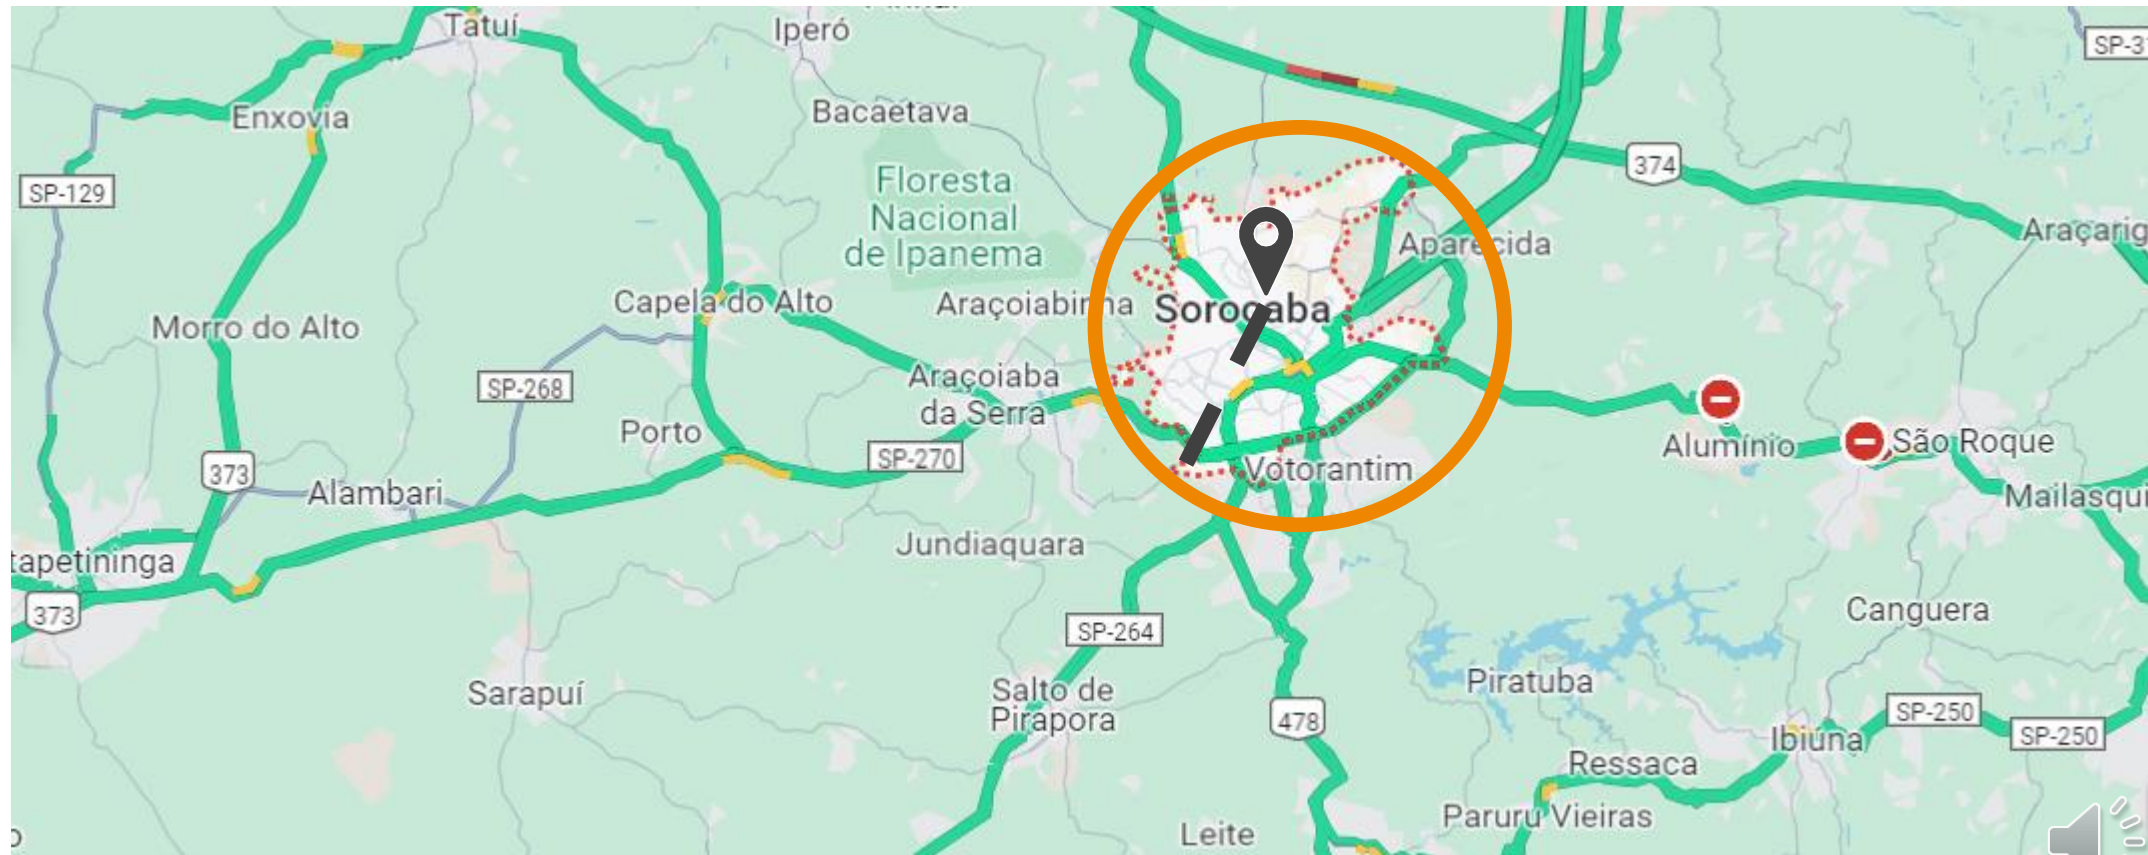 Tatuí
Iperó
SP-3
Enxovia
Bacaetava
374
SP-129
Floresta
Nacional
de Ipanema
Aparecida
Araçarig
Capela do Alto
Araçoiabinha
Sorocaba
Morro do Alto
SP-268
Araçoiaba
da Serra
Porto
SP-270
Alumínio
São Roque
373
Votorantim
Alambari
Mailasqui
Jundiaquara
tapetininga
373
SP-264
Canguera
Sarapuí
Salto de
Pirapora
Piratuba
478
SP-250
SP-250
Ibiúna
Ressaca
Paruru
Vieiras
Leite